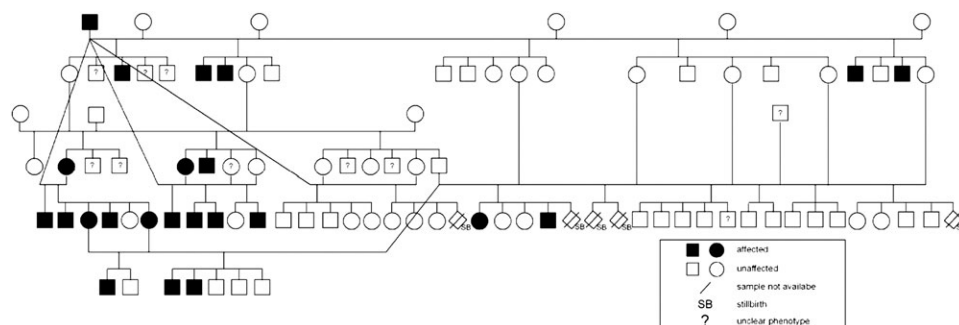 ? ? ?
?
? ? ? ? ?
?
SB SB SB SB
affected
unaffected
sample not availabe
SB stillbirth
? unclear phenotype